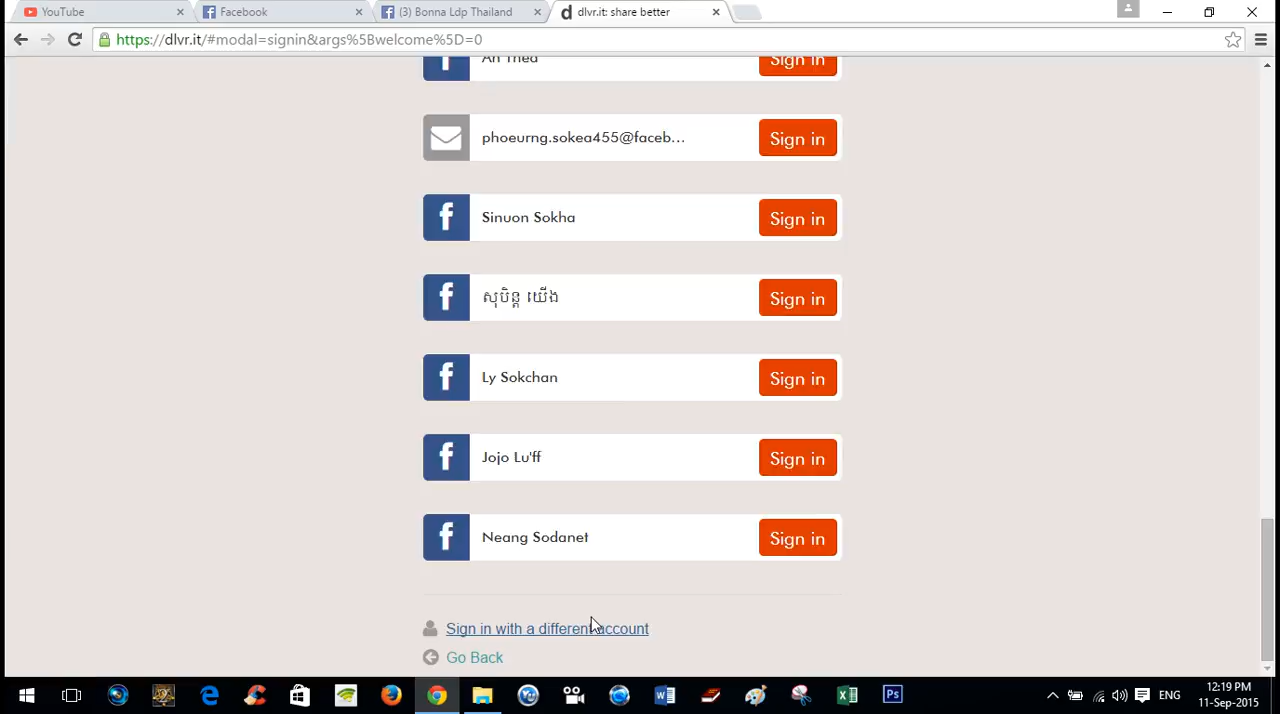 YouTube
Facebook
(3) Bonna Ldp Thailand
dlvr.it: share better
https://dlvr.it/#modal=signin&args%5Bwelcome%5D=0
An Thea Sign in
phoeurng.sokea455@faceb... Sign in
Sinuon Sokha Sign in
សុបិន្ត យើង Sign in
Ly Sokchan Sign in
Jojo Lu'ff Sign in
Neang Sodanet Sign in
Sign in with a different account
Go Back
ENG
12:19 PM
11-Sep-2015